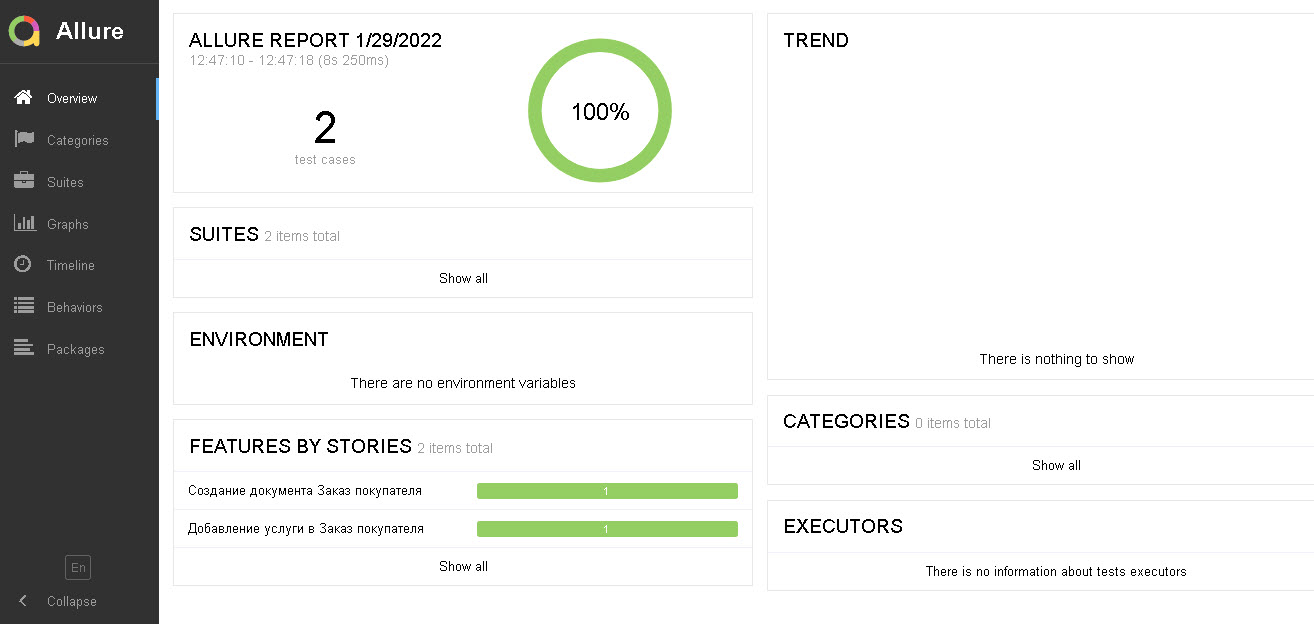 Allure
Overview
Categories
Suites
Graphs
Timeline
Behaviors
Packages
En
Collapse
ALLURE REPORT 1/29/2022
12:47:10 - 12:47:18 (8s 250ms)
2
test cases
100%
SUITES 2 items total
Show all
ENVIRONMENT
There are no environment variables
FEATURES BY STORIES 2 items total
Создание документа Заказ покупателя 1
Добавление услуги в Заказ покупателя 1
Show all
TREND
There is nothing to show
CATEGORIES 0 items total
Show all
EXECUTORS
There is no information about tests executors